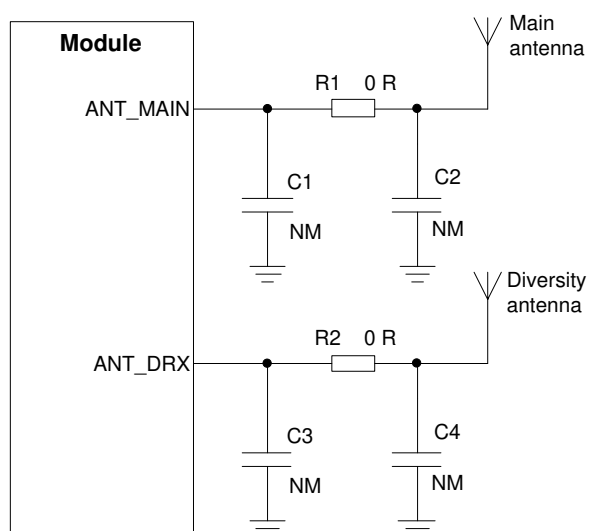 Module
Main
antenna
R1 0 R
ANT_MAIN
C1
C2
NM
NM
Diversity
antenna
R2 0 R
ANT_DRX
C3
C4
NM
NM